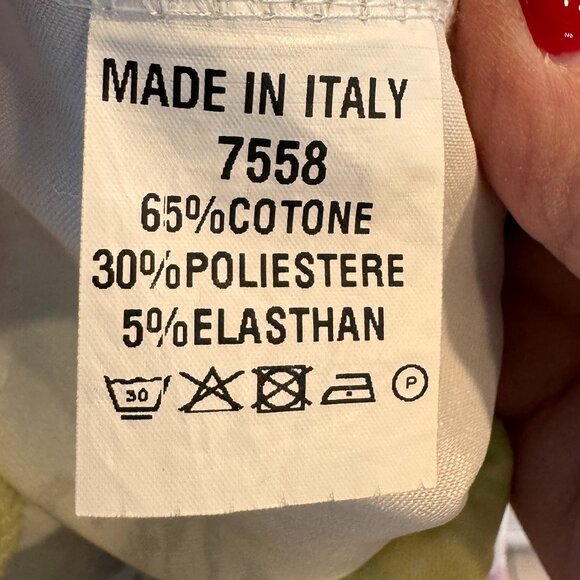 MADE IN ITALY
7558
65%COTONE
30%POLIESTERE
5%ELASTHAN
30 P